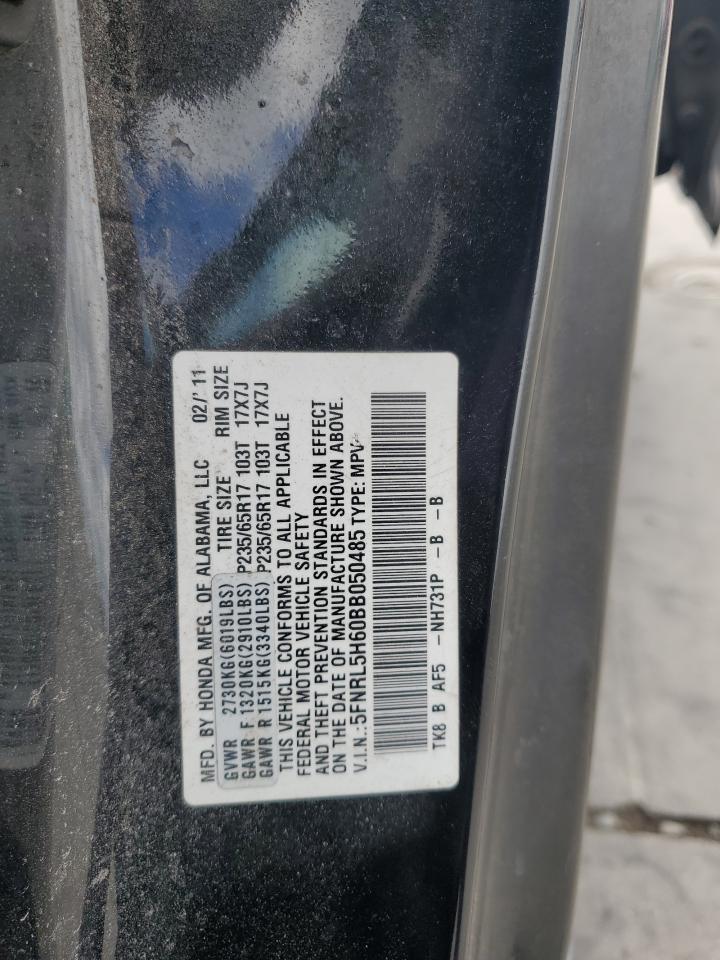 MFD. BY HONDA MFG. OF ALABAMA, LLC 02/' 11
GVWR 2730KG(6019LBS) TIRE SIZE RIM SIZE
GAWR F 1320KG(2910LBS) P235/65R17 103T 17X7J
GAWR R 1515KG(3340LBS) P235/65R17 103T 17X7J
THIS VEHICLE CONFORMS TO ALL APPLICABLE
FEDERAL MOTOR VEHICLE SAFETY
AND THEFT PREVENTION STANDARDS IN EFFECT
ON THE DATE OF MANUFACTURE SHOWN ABOVE.
V.I.N.:5FNRL5H60BB050485 TYPE: MPV
TK8 B AF5 -NH731P -B -B